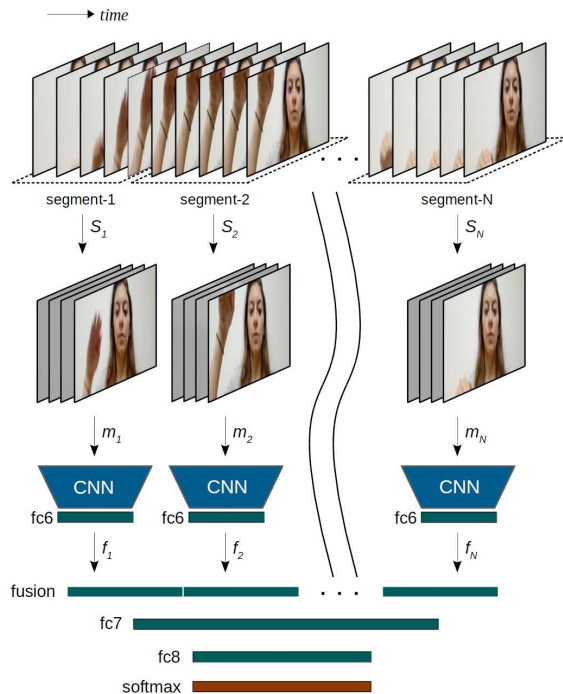 time
. . .
segment-1 segment-2 segment-N
S1 S2 SN
m1 m2 mN
CNN CNN CNN
fc6 fc6 fc6
f1 f2 fN
fusion . . .
fc7
fc8
softmax